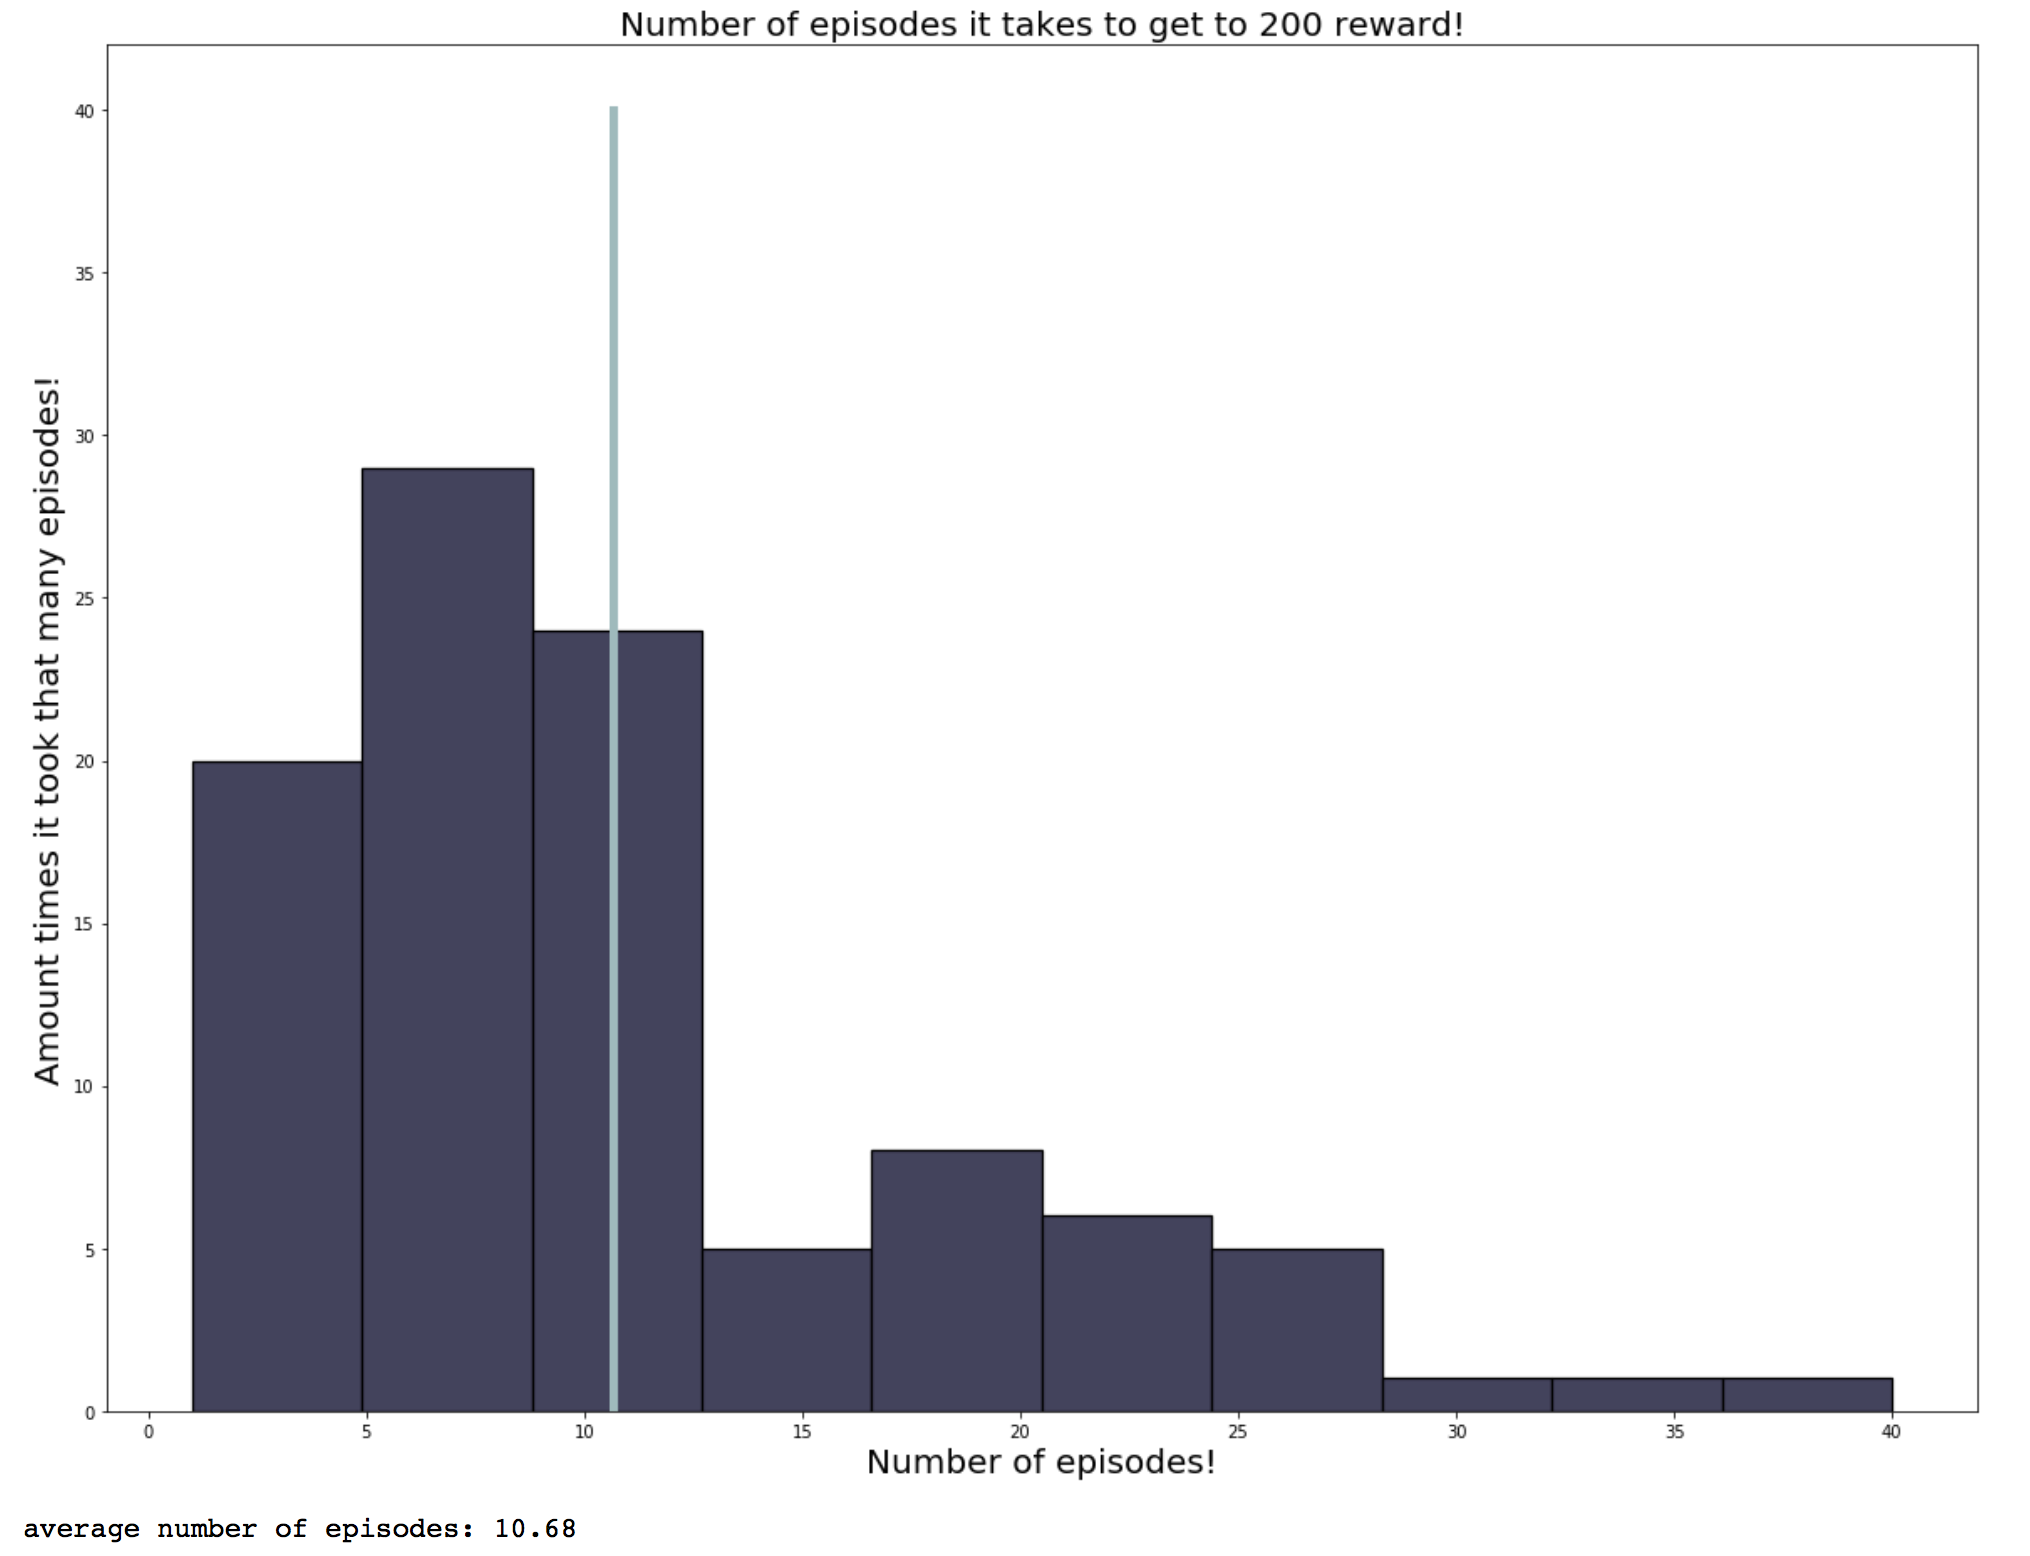 Number of episodes it takes to get to 200 reward!
Amount times it took that many episodes!
40
35
30
25
20
15
10
5
0
0 5 10 15 20 25 30 35 40
Number of episodes!
average number of episodes: 10.68